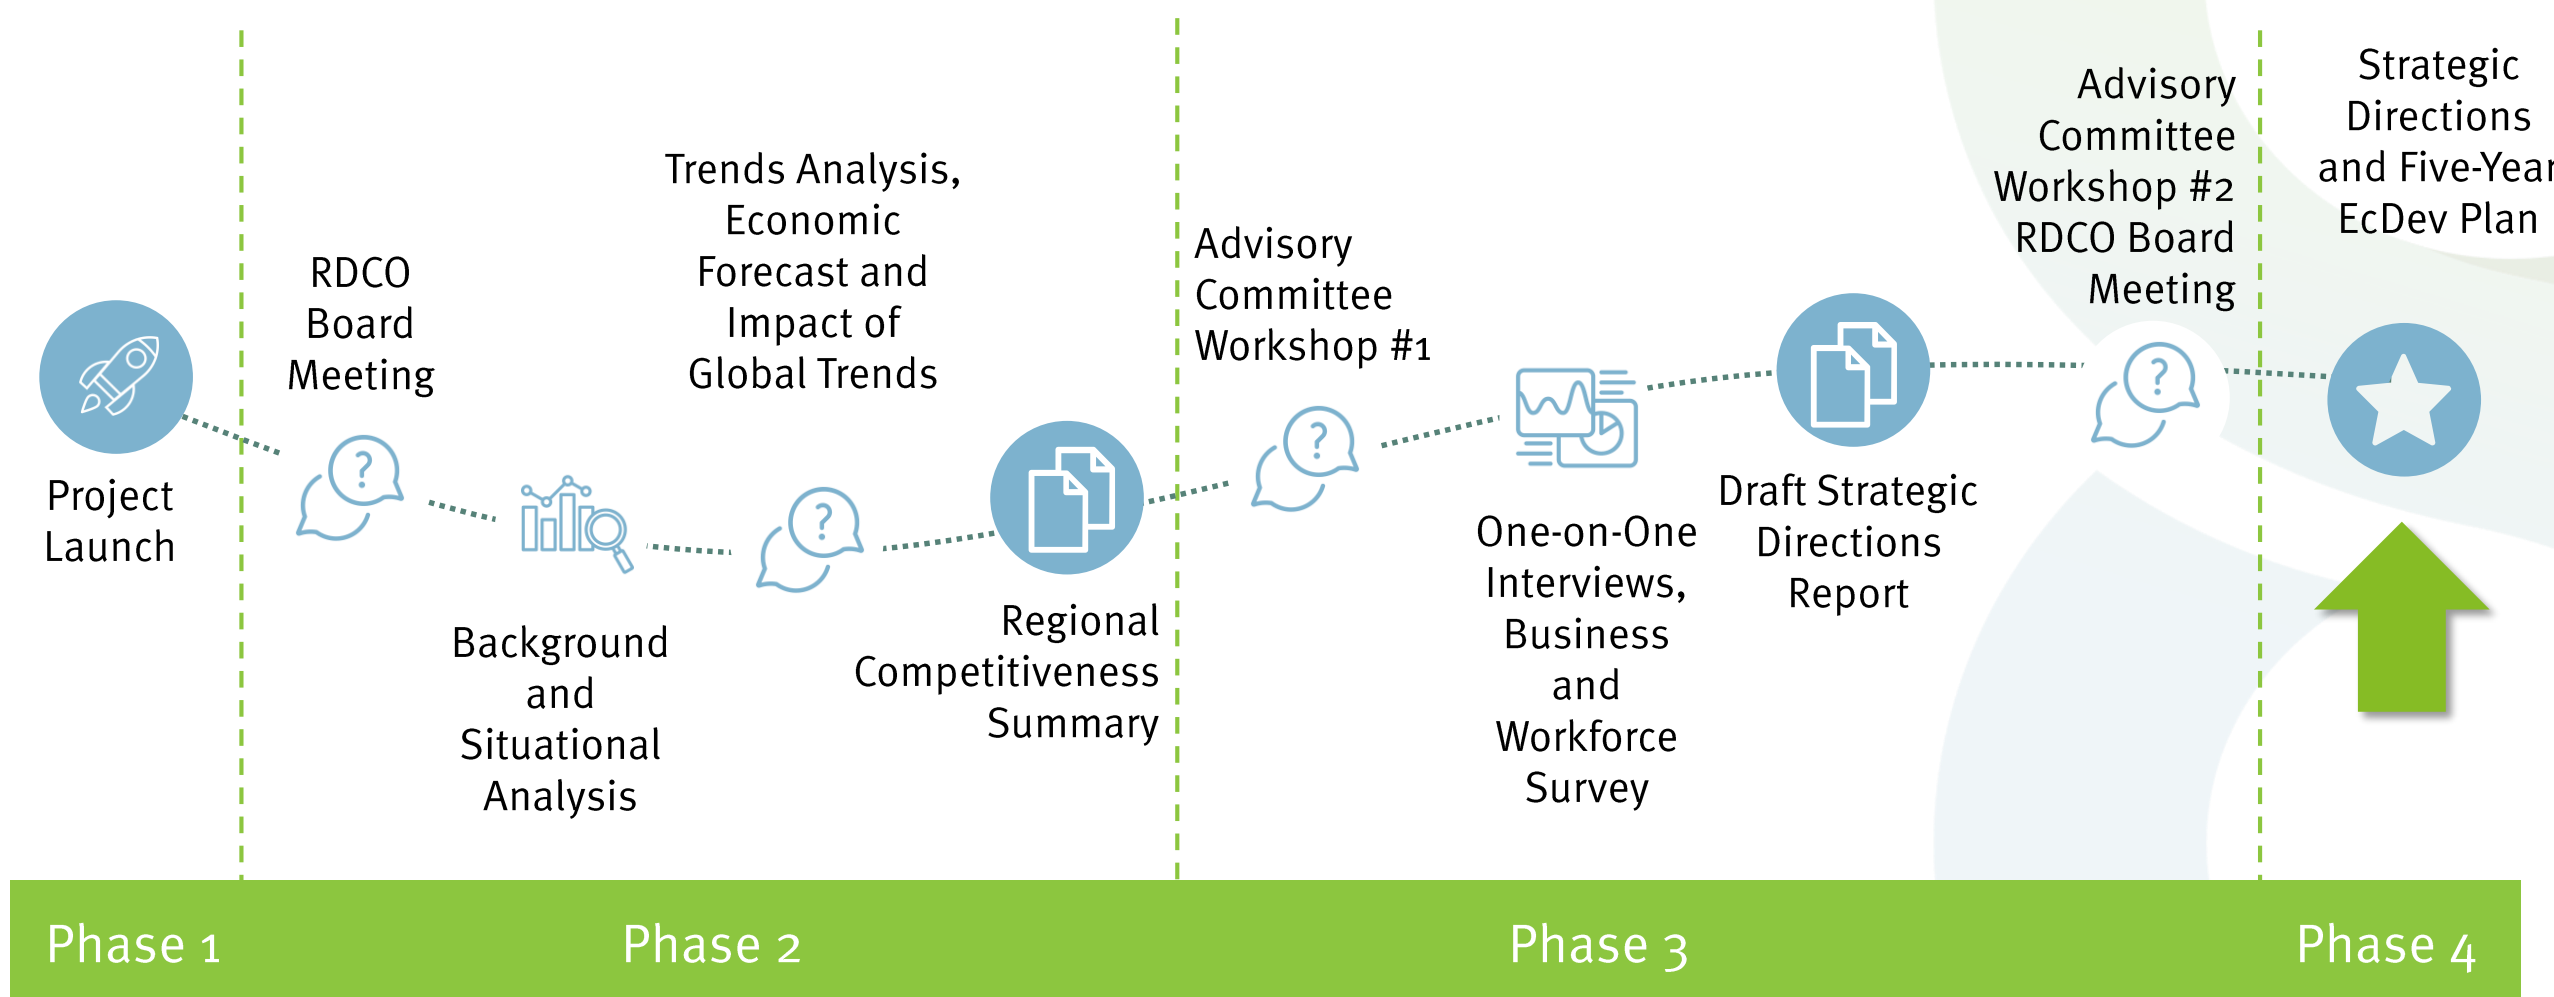 Project
Launch
RDCO
Board
Meeting
Background
and
Situational
Analysis
Trends Analysis,
Economic
Forecast and
Impact of
Global Trends
Regional
Competitiveness
Summary
Advisory
Committee
Workshop #1
One-on-One
Interviews,
Business
and
Workforce
Survey
Draft Strategic
Directions
Report
Advisory
Committee
Workshop #2
RDCO Board
Meeting
Strategic
Directions
and Five-Year
EcDev Plan
?
?
?
?
Phase 1
Phase 2
Phase 3
Phase 4